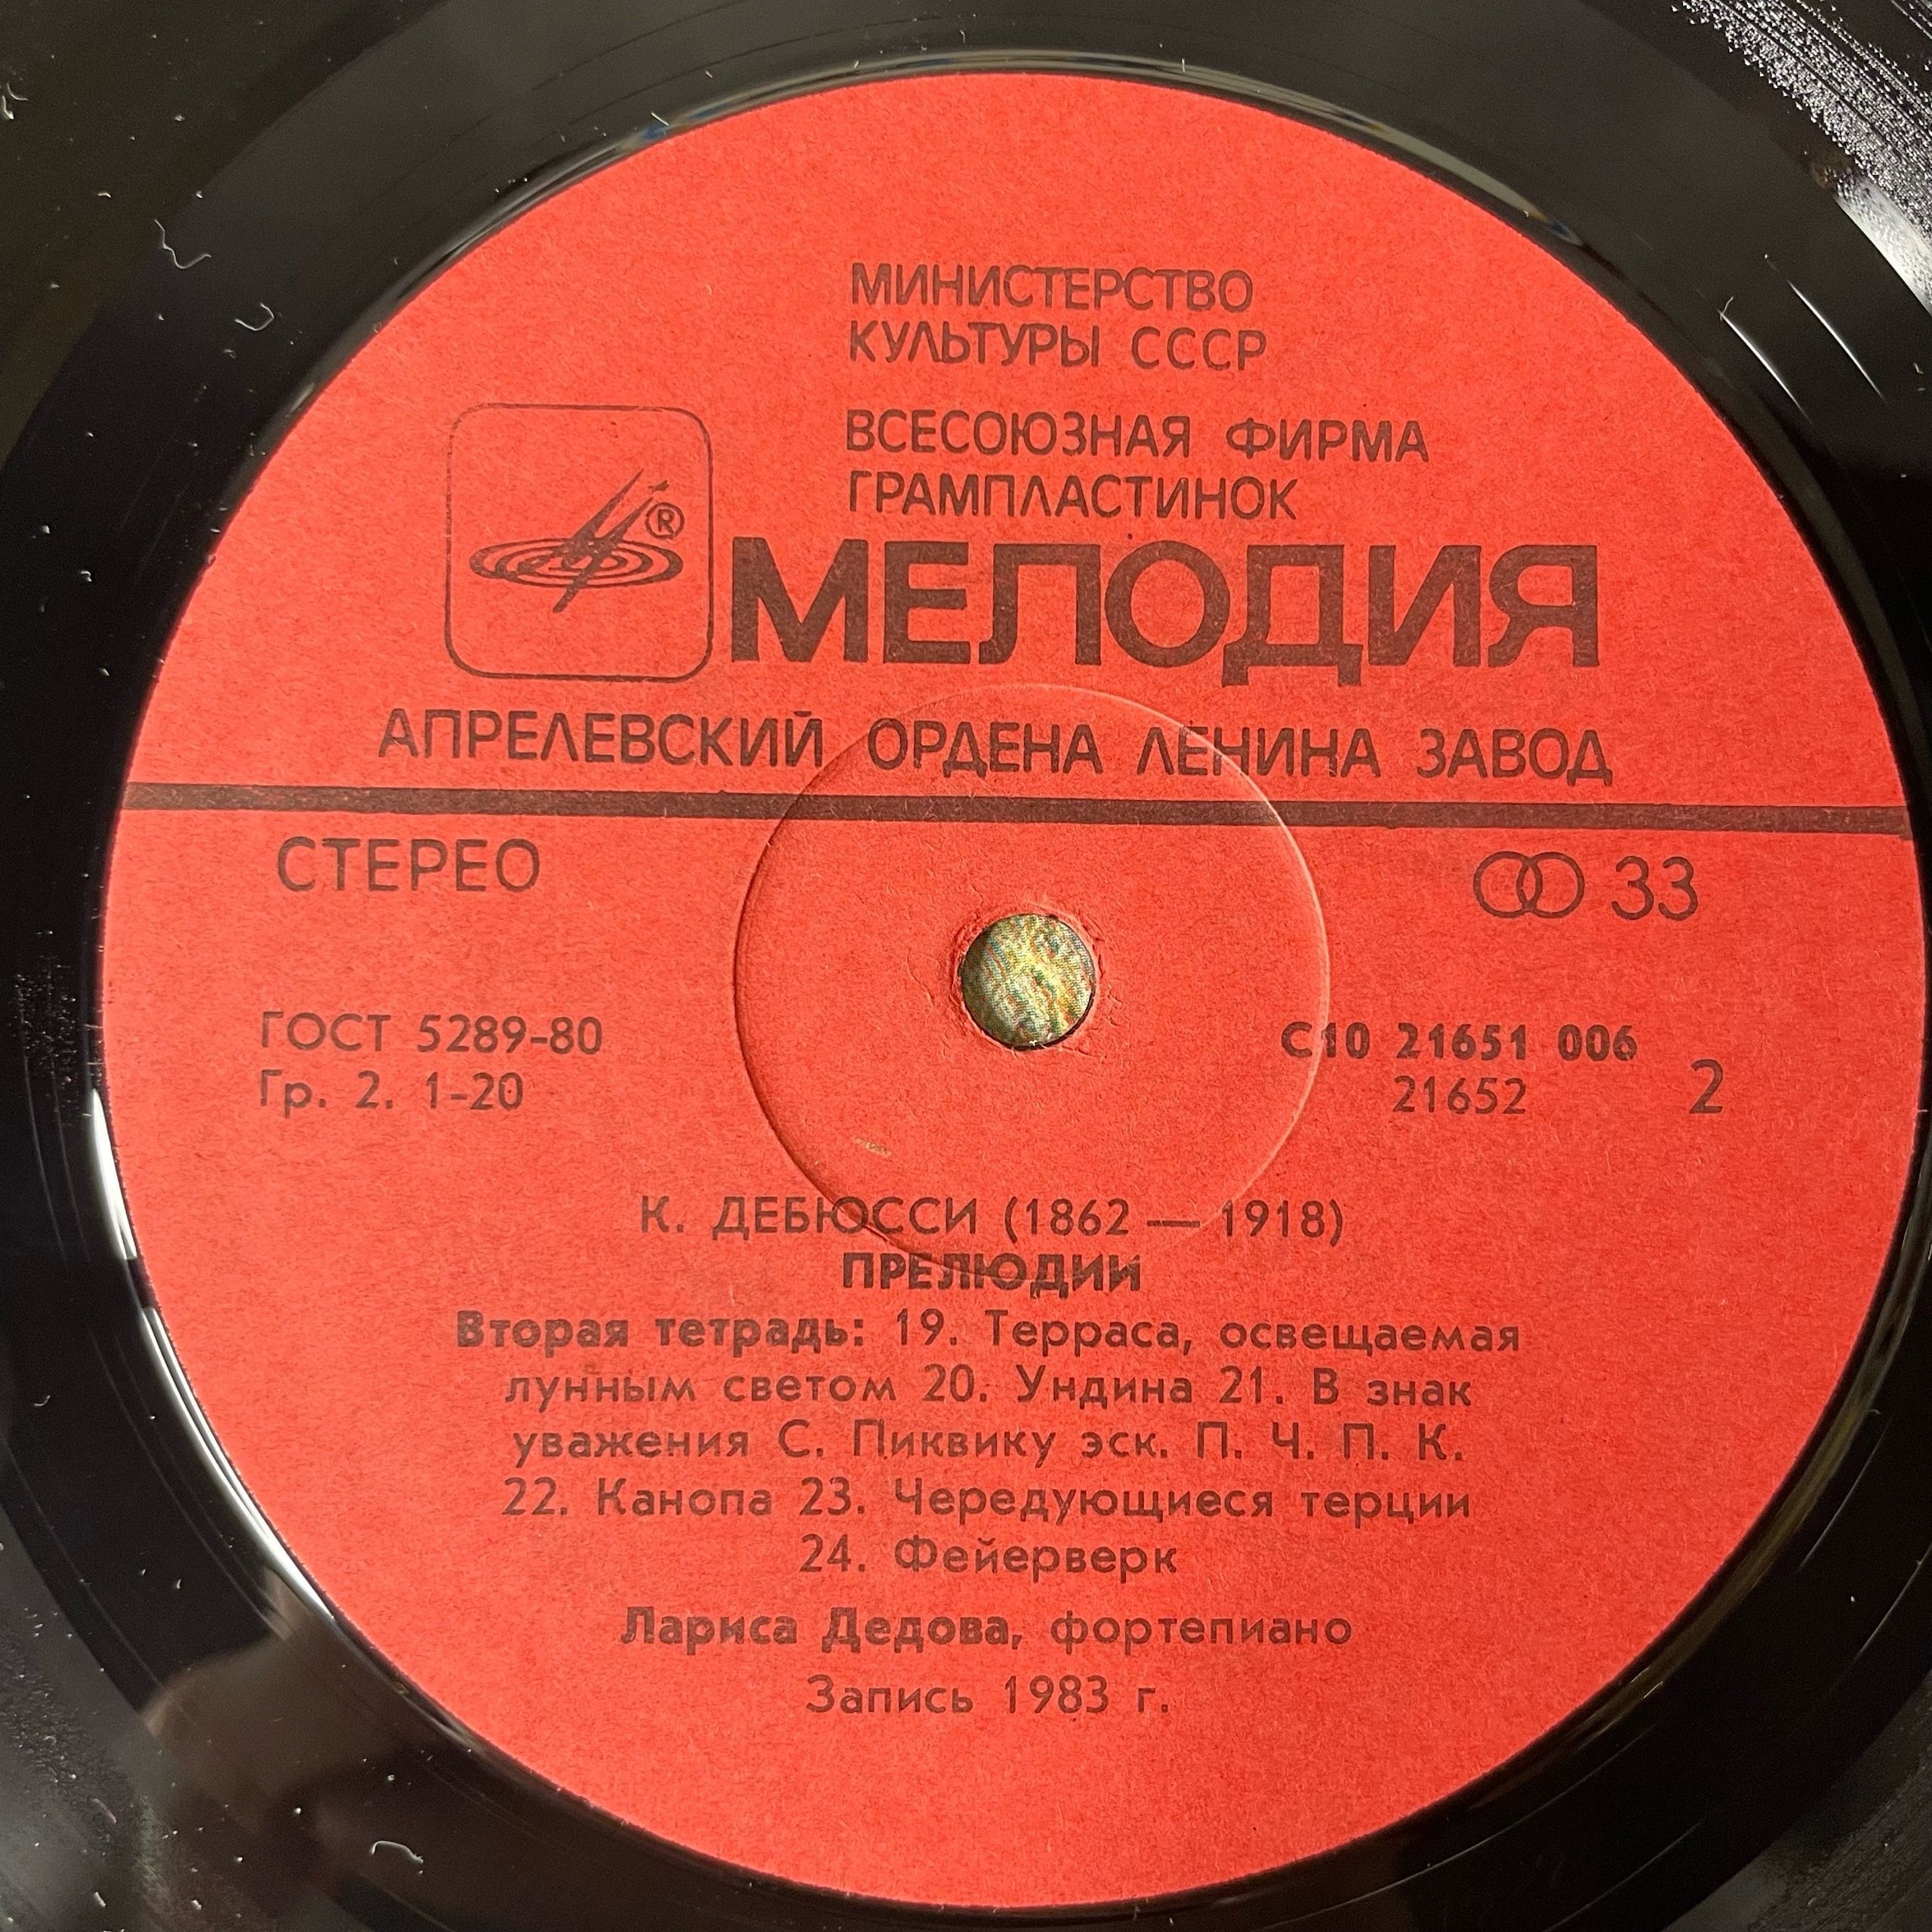 МИНИСТЕРСТВО
КУЛЬТУРЫ СССР
ВСЕСОЮЗНАЯ ФИРМА
ГРАМПЛАСТИНОК
®
МЕЛОДИЯ
АПРЕЛЕВСКИЙ ОРДЕНА ЛЕНИНА ЗАВОД
СТЕРЕО
33
ГОСТ 5289-80
Гр. 2. 1-20
С10 21651 006
21652
2
К. ДЕБЮССИ (1862 — 1918)
ПРЕЛЮДИИ
Вторая тетрадь: 19. Терраса, освещаемая
лунным светом 20. Ундина 21. В знак
уважения С. Пиквику эск. П. Ч. П. К.
22. Канопа 23. Чередующиеся терции
24. Фейерверк
Лариса Дедова, фортепиано
Запись 1983 г.